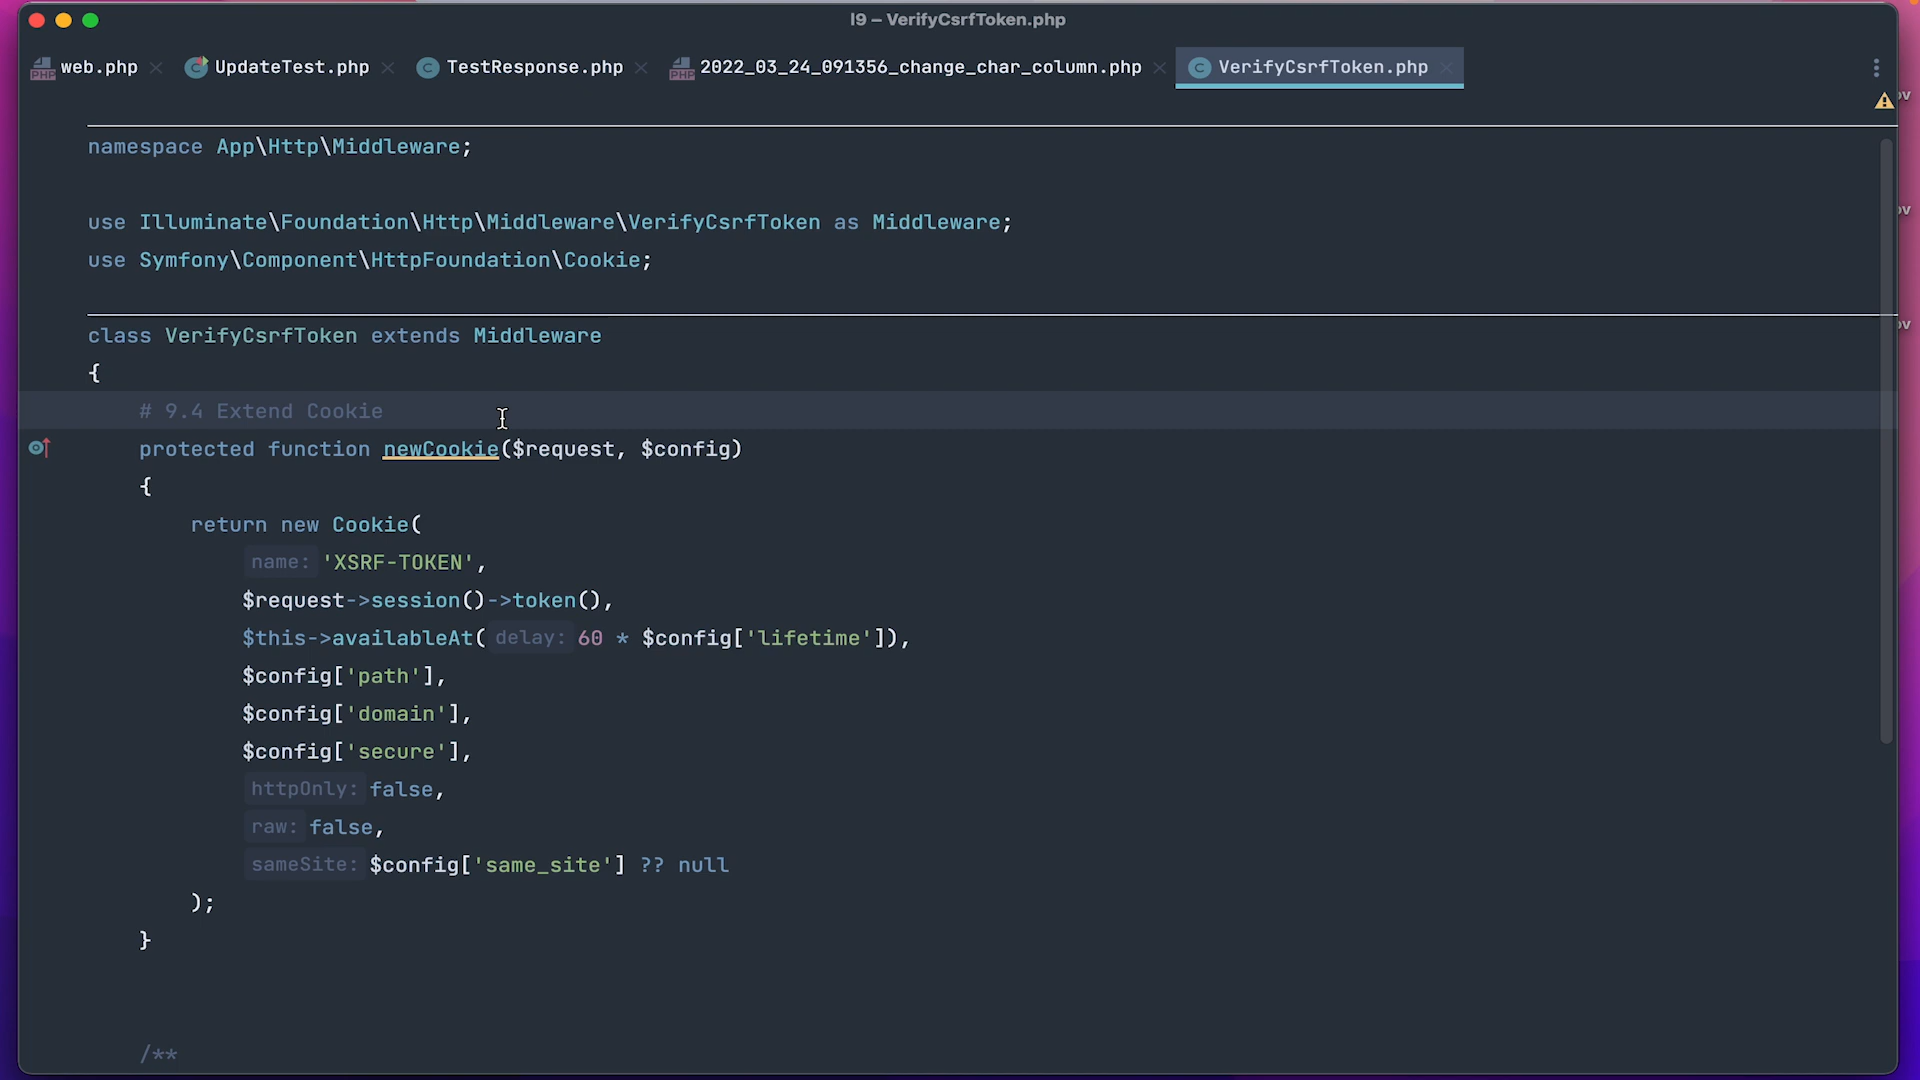 l9 – VerifyCsrfToken.php
web.php UpdateTest.php TestResponse.php 2022_03_24_091356_change_char_column.php VerifyCsrfToken.php
namespace App\Http\Middleware;
use Illuminate\Foundation\Http\Middleware\VerifyCsrfToken as Middleware;
use Symfony\Component\HttpFoundation\Cookie;
class VerifyCsrfToken extends Middleware
{
# 9.4 Extend Cookie
protected function newCookie($request, $config)
{
return new Cookie(
name: 'XSRF-TOKEN',
$request->session()->token(),
$this->availableAt( delay: 60 * $config['lifetime']),
$config['path'],
$config['domain'],
$config['secure'],
httpOnly: false,
raw: false,
sameSite: $config['same_site'] ?? null
);
}
/**